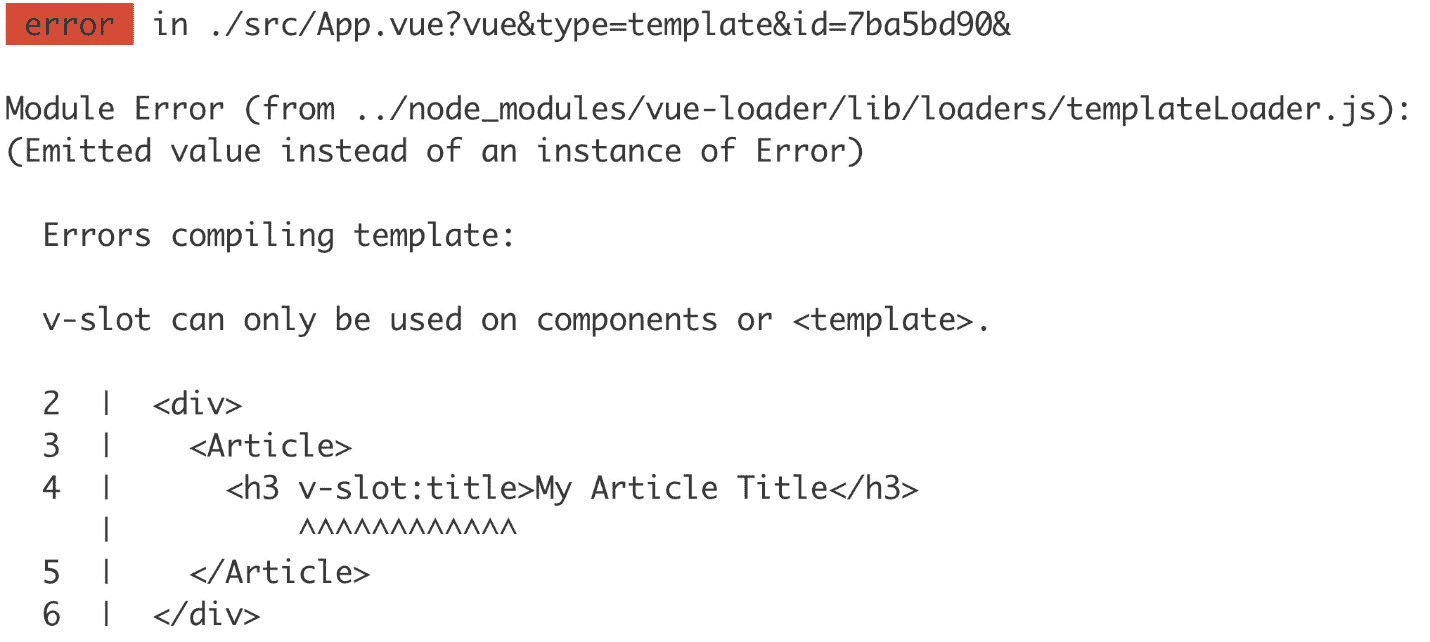 error in ./src/App.vue?vue&type=template&id=7ba5bd90&
Module Error (from ../node_modules/vue-loader/lib/loaders/templateLoader.js):
(Emitted value instead of an instance of Error)
Errors compiling template:
v-slot can only be used on components or <template>.
2 | <div>
3 | <Article>
4 | <h3 v-slot:title>My Article Title</h3>
| ^^^^^^^^^^^^
5 | </Article>
6 | </div>